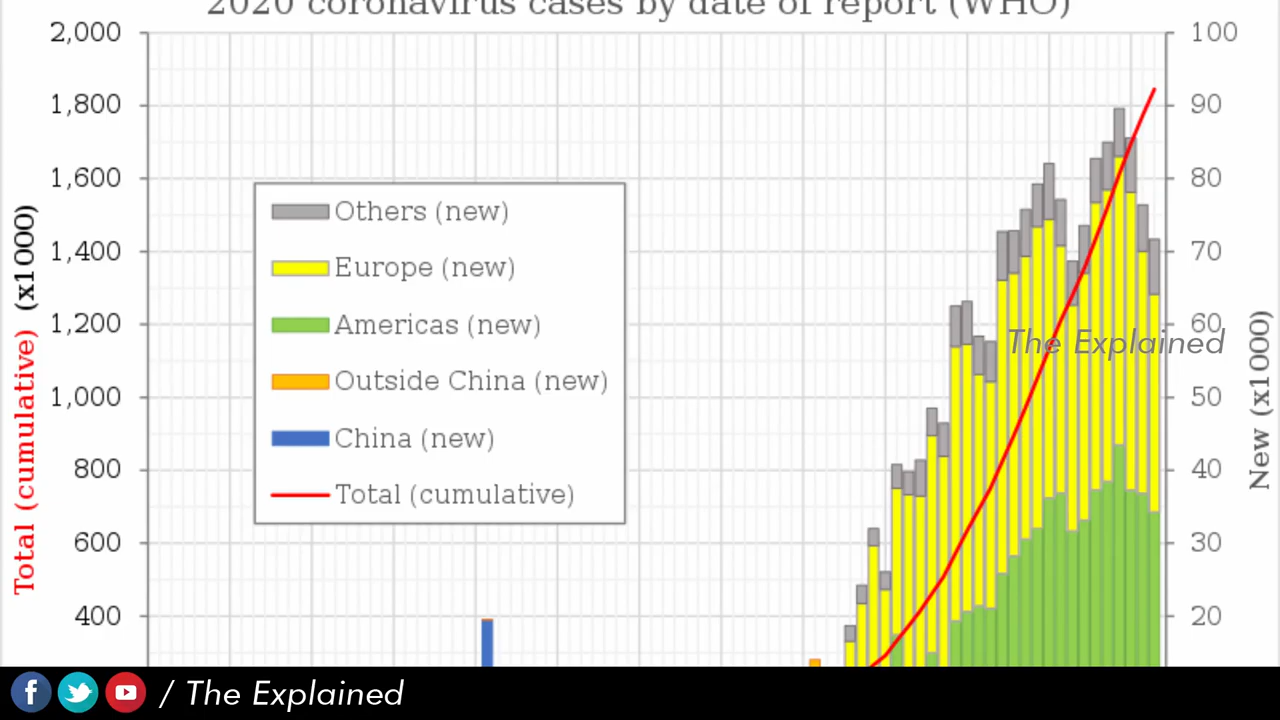 2020 coronavirus cases by date of report (WHO)
2,000
1,800
1,600
1,400
1,200
1,000
800
600
400
Total (cumulative) (x1000)
Others (new)
Europe (new)
Americas (new)
Outside China (new)
China (new)
Total (cumulative)
100
90
80
70
60
50
40
30
20
New (x1000)
The Explained
/ The Explained